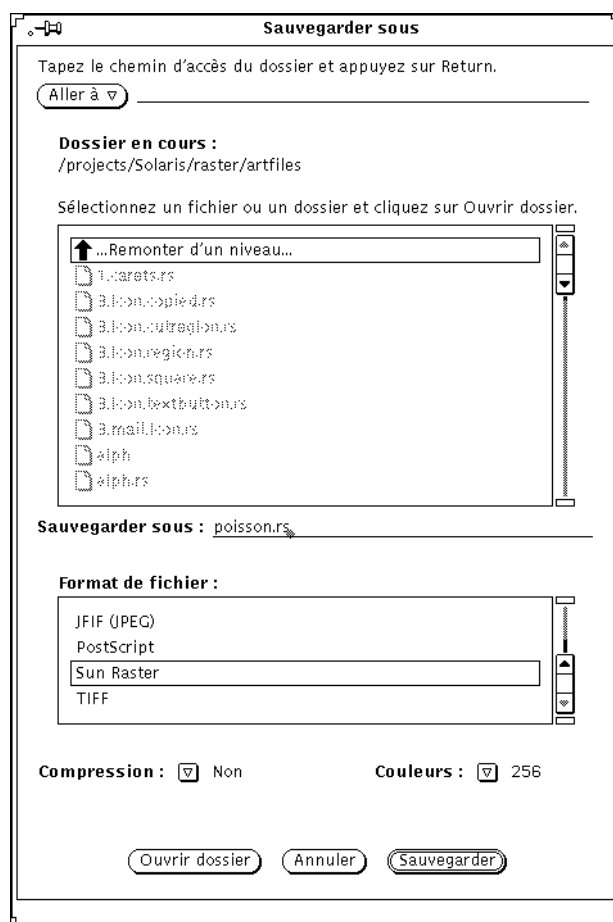 Sauvegarder sous
Tapez le chemin d'accès du dossier et appuyez sur Return.
Aller à
Dossier en cours :
/projects/Solaris/raster/artfiles
Sélectionnez un fichier ou un dossier et cliquez sur Ouvrir dossier.
...Remonter d'un niveau...
1.carets.rs
3.Icon.copied.rs
3.Icon.cutregion.rs
3.Icon.region.rs
3.Icon.square.rs
3.Icon.textbutton.rs
3.mail.Icon.rs
alph
alph.rs
Sauvegarder sous : poisson.rs
Format de fichier :
JFIF (JPEG)
PostScript
Sun Raster
TIFF
Compression : Non Couleurs : 256
Ouvrir dossier Annuler Sauvegarder